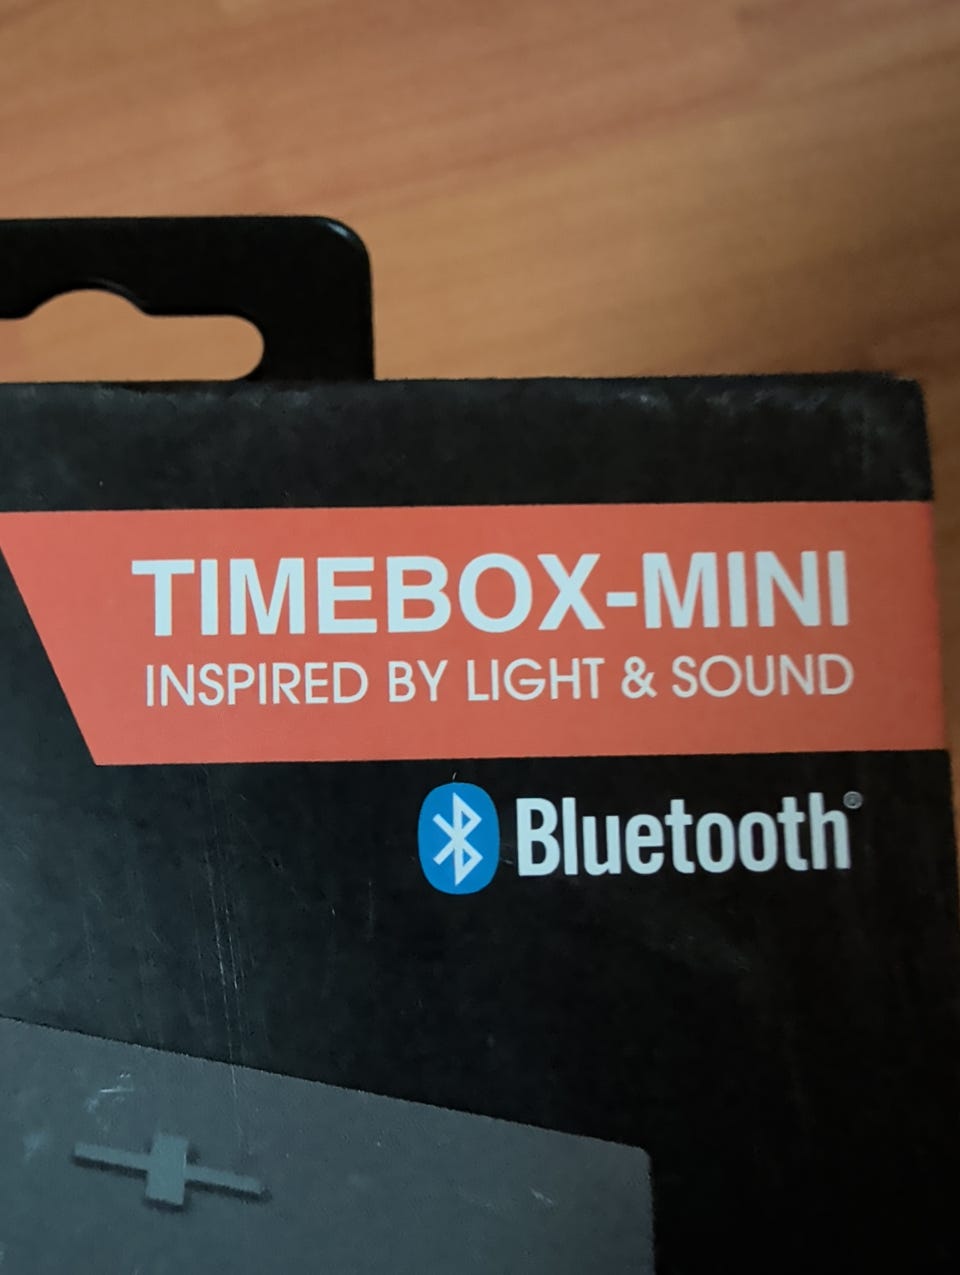 TIMEBOX-MINI
INSPIRED BY LIGHT & SOUND
Bluetooth®